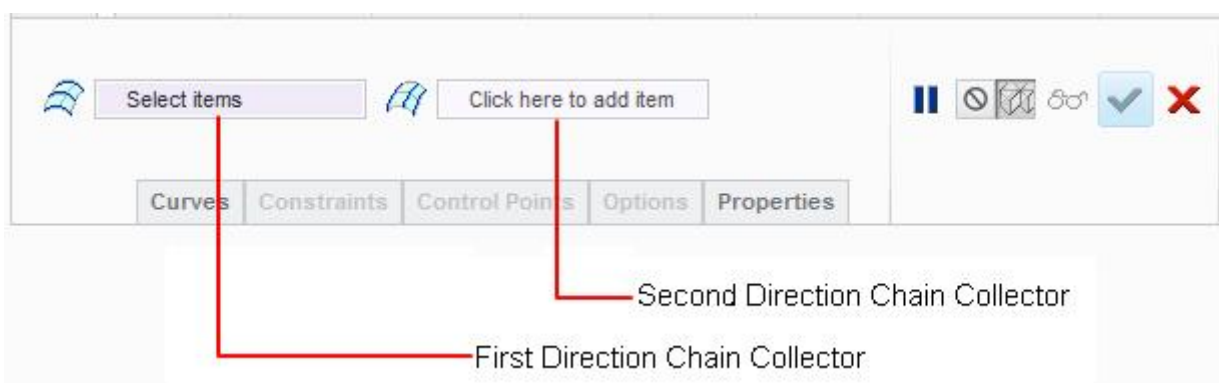 Select items Click here to add item
Curves Constraints Control Points Options Properties
Second Direction Chain Collector
First Direction Chain Collector